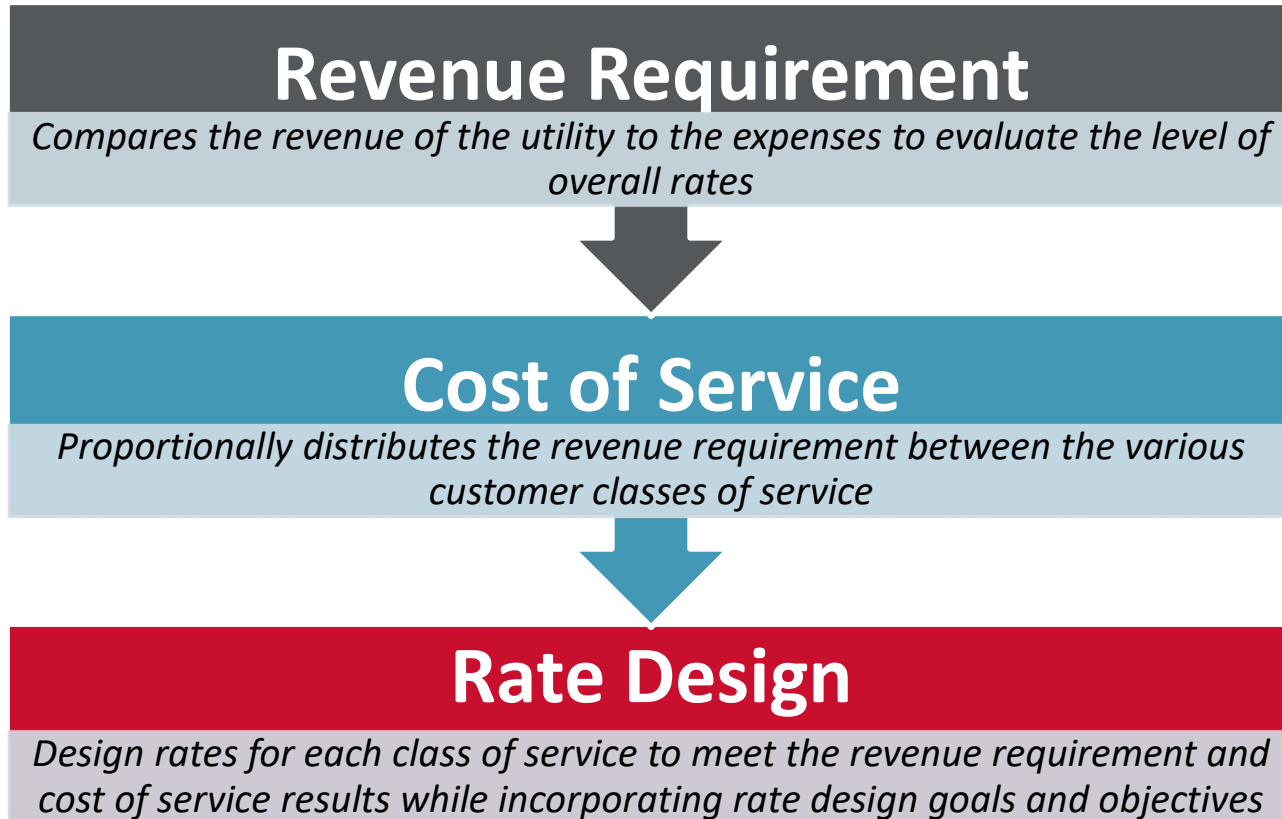 Revenue Requirement
Compares the revenue of the utility to the expenses to evaluate the level of
overall rates
Cost of Service
Proportionally distributes the revenue requirement between the various
customer classes of service
Rate Design
Design rates for each class of service to meet the revenue requirement and
cost of service results while incorporating rate design goals and objectives